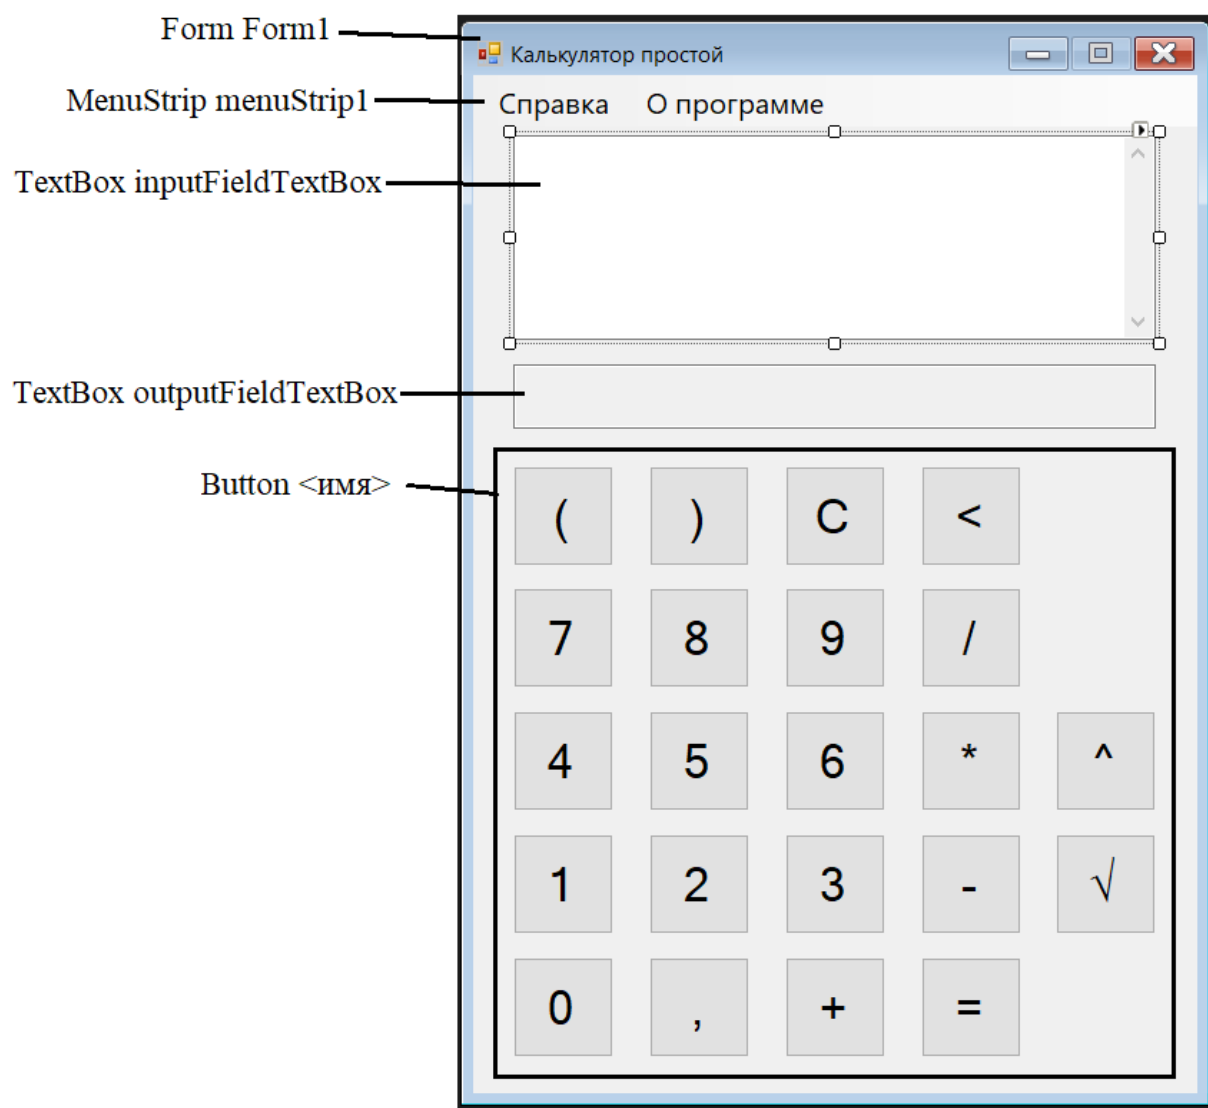 Form Form1
Калькулятор простой
MenuStrip menuStrip1
Справка О программе
TextBox inputFieldTextBox
TextBox outputFieldTextBox
Button <имя>
( ) C <
7 8 9 /
4 5 6 * ^
1 2 3 - √
0 , + =